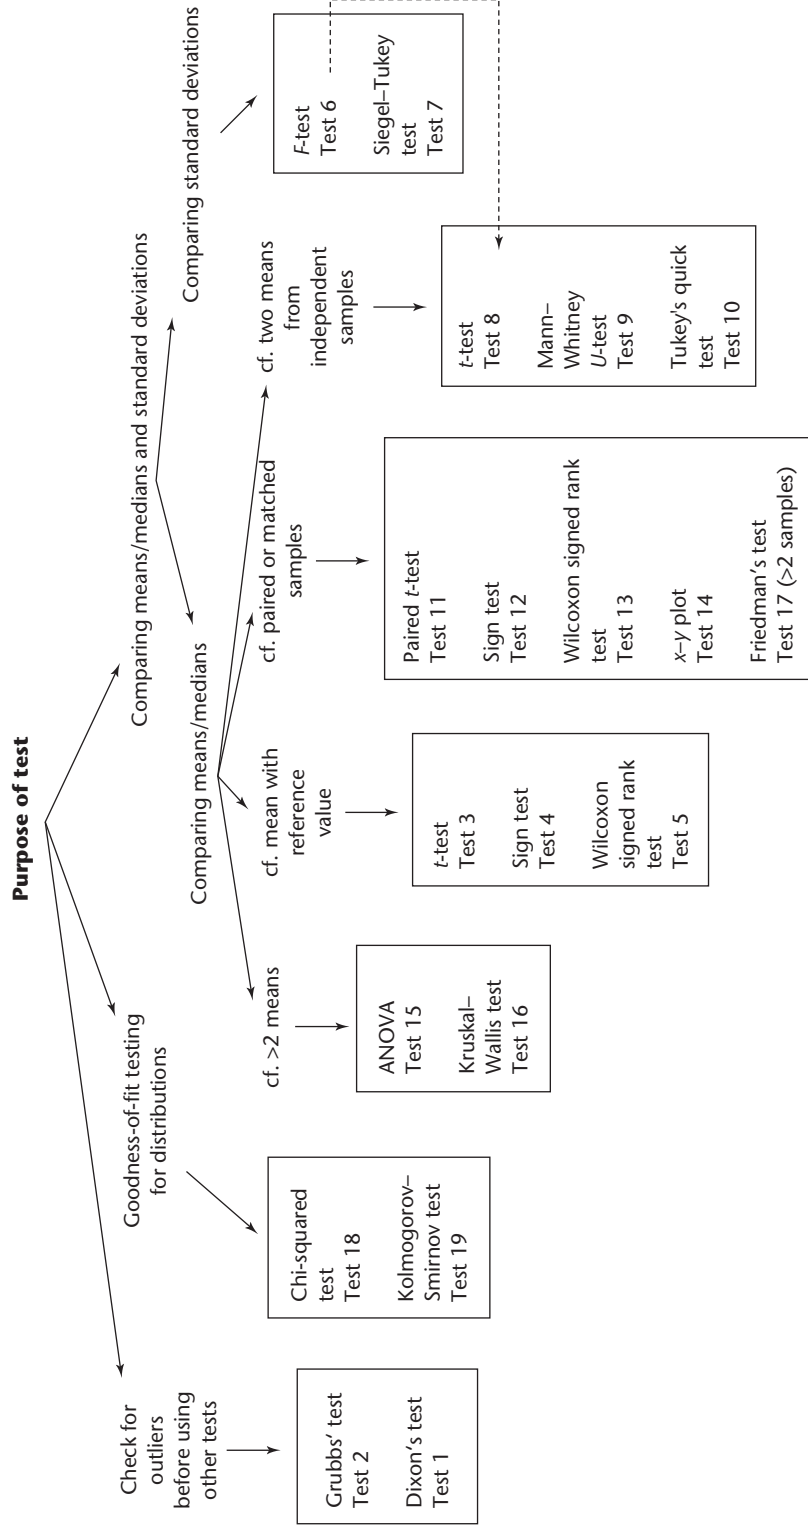 Purpose of test
Check for
outliers
before using
other tests
Goodness-of-fit testing
for distributions
Comparing means/medians and standard deviations
Comparing means/medians
Comparing standard deviations
cf. >2 means
cf. mean with
reference
value
cf. paired or matched
samples
cf. two means
from
independent
samples
Grubbs’ test
Test 2
Dixon’s test
Test 1
Chi-squared
test
Test 18
Kolmogorov–
Smirnov test
Test 19
ANOVA
Test 15
Kruskal–
Wallis test
Test 16
t-test
Test 3
Sign test
Test 4
Wilcoxon
signed rank
test
Test 5
Paired t-test
Test 11
Sign test
Test 12
Wilcoxon signed rank
test
Test 13
x–y plot
Test 14
Friedman’s test
Test 17 (>2 samples)
t-test
Test 8
Mann–
Whitney
U-test
Test 9
Tukey's quick
test
Test 10
F-test
Test 6
Siegel–Tukey
test
Test 7